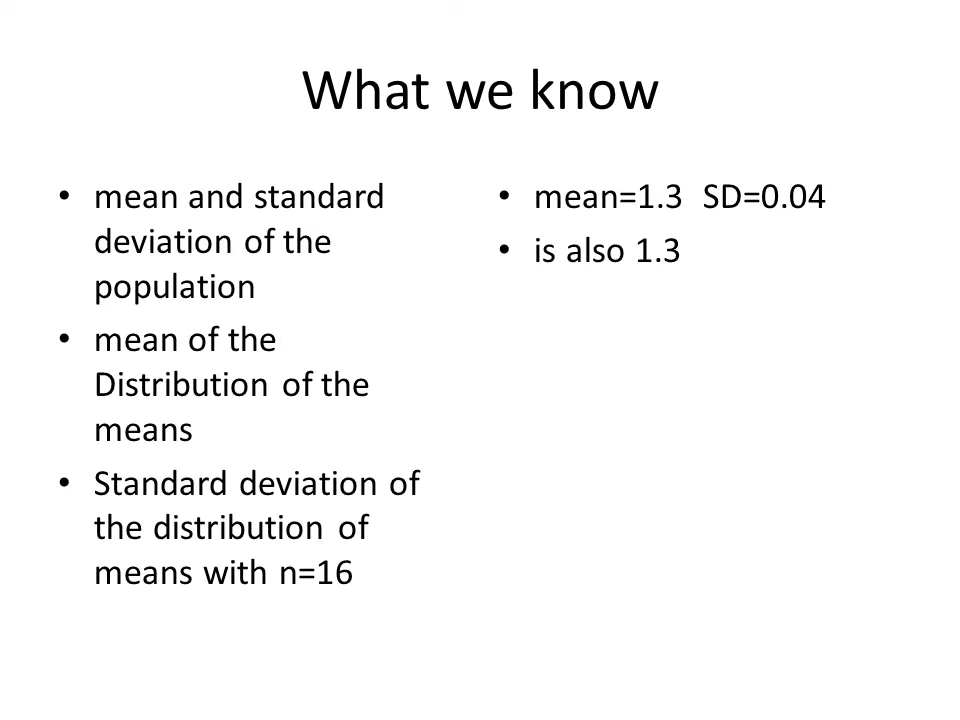 What we know
• mean and standard
deviation of the
population
• mean of the
Distribution of the
means
• Standard deviation of
the distribution of
means with n=16
• mean=1.3 SD=0.04
• is also 1.3